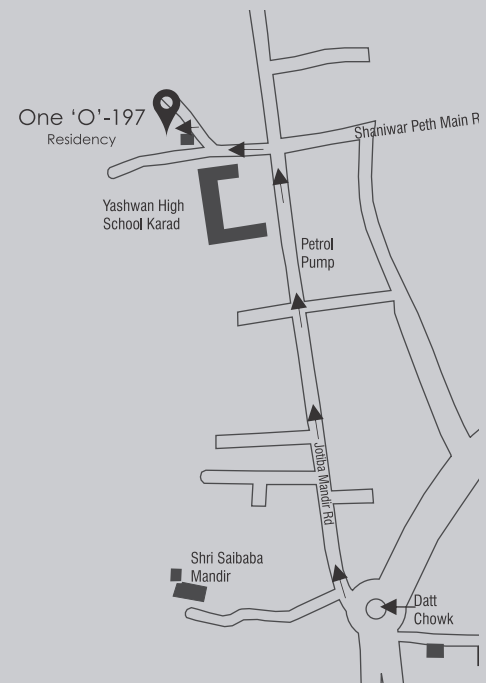 One 'O'-197
Residency
Shaniwar Peth Main R
Yashwan High
School Karad
Petrol
Pump
Jotiba Mandir Rd
Shri Saibaba
Mandir
Datt
Chowk